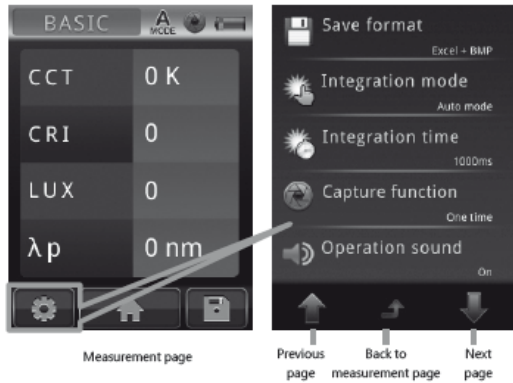 BASIC
A
MODE
CCT 0 K
CRI 0
LUX 0
λp 0 nm
Measurement page
Save format
Excel + BMP
Integration mode
Auto mode
Integration time
1000ms
Capture function
One time
Operation sound
On
Previous page
Back to measurement page
Next page